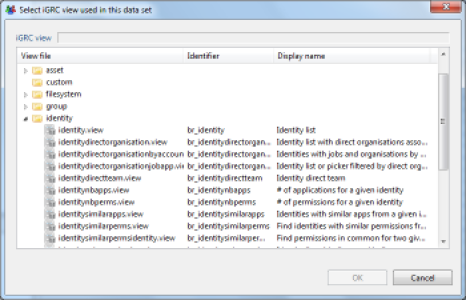 Select iGRC view used in this data set
iGRC view
View file Identifier Display name
asset
custom
filesystem
group
identity
identity.view br_identity Identity list
identitydirectorganisation.view br_identitydirectorgan... Identity list with direct organisations asso...
identitydirectorganisationbyaccoun br_identitydirectorgan... Identities with jobs and organisations by ...
identitydirectorganisationjobapp.vi br_identitydirectorgan... Identity list or picker filtered by direct org...
identitydirectteam.view br_identitydirectteam Identity direct team
identitynbapps.view br_identitynbapps # of applications for a given identity
identitynbperms.view br_identitynbperms # of permissions for a given identity
identitysimilarapps.view br_identitysimilarapps Identities with similar apps from a given i...
identitysimilarperms.view br_identitysimilarperms Find identities with similar permissions fr...
identitysimilarpermsidentity.view br_identitysimilarper... Find permissions in common for two giv...
OK Cancel